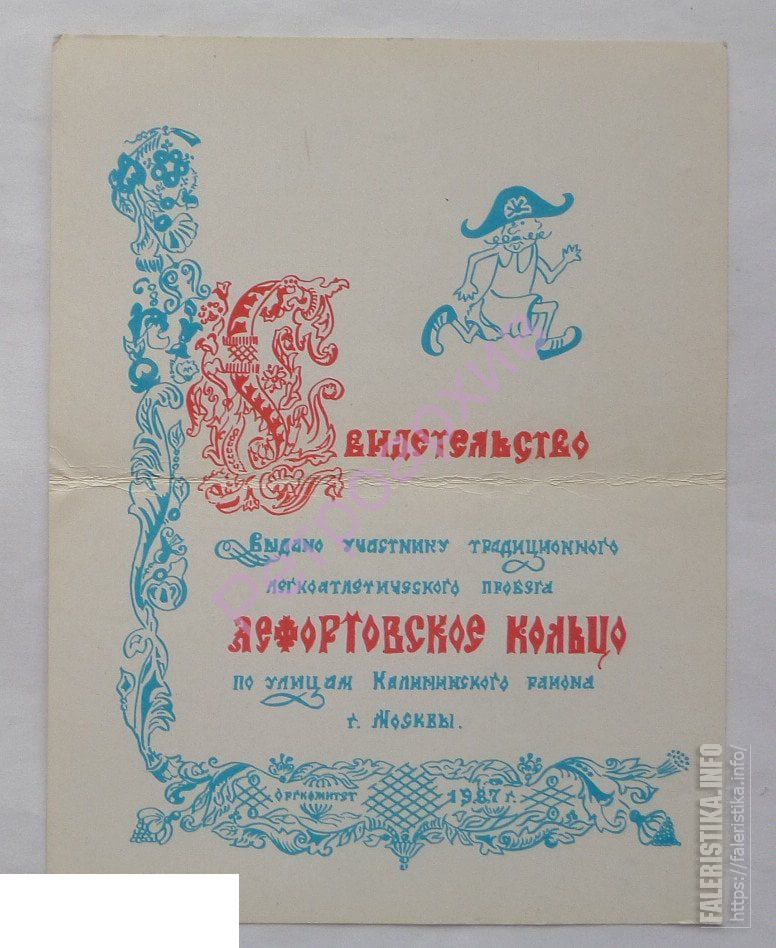 Свидетельство
Выдано участнику традиционного
легкоатлетического пробега
Лефортовское кольцо
по улицам Калининского района
г. Москвы.
оргкомитет 1987 г.
ретроархив
FALERISTIKA.INFO
https://faleristika.info/